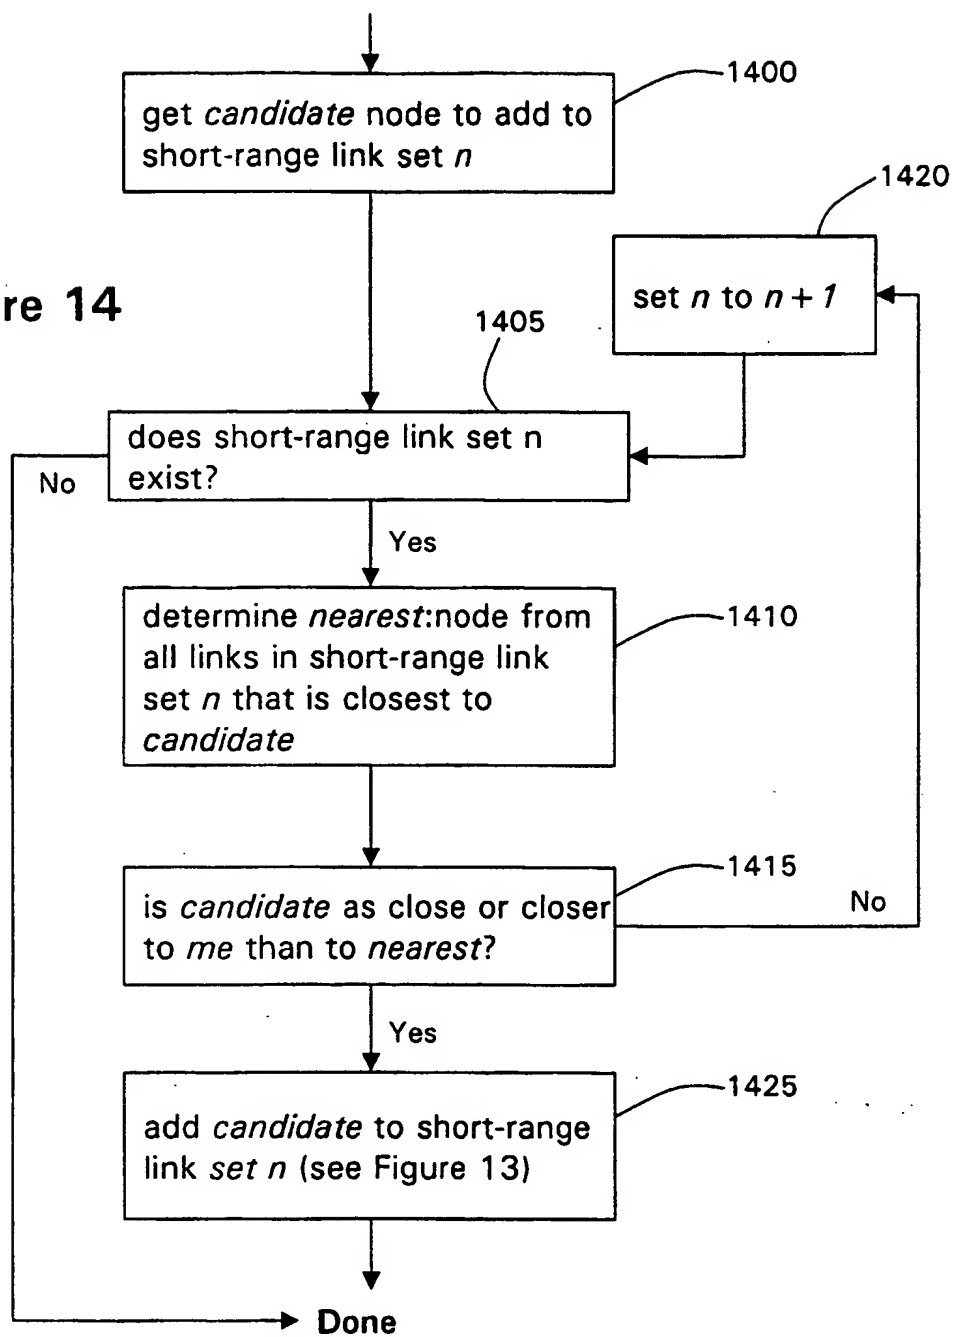 1400
get candidate node to add to
short-range link set n
1420
set n to n + 1
re 14
1405
does short-range link set n
exist?
No
Yes
1410
determine nearest:node from
all links in short-range link
set n that is closest to
candidate
1415
is candidate as close or closer
to me than to nearest?
No
Yes
1425
add candidate to short-range
link set n (see Figure 13)
Done